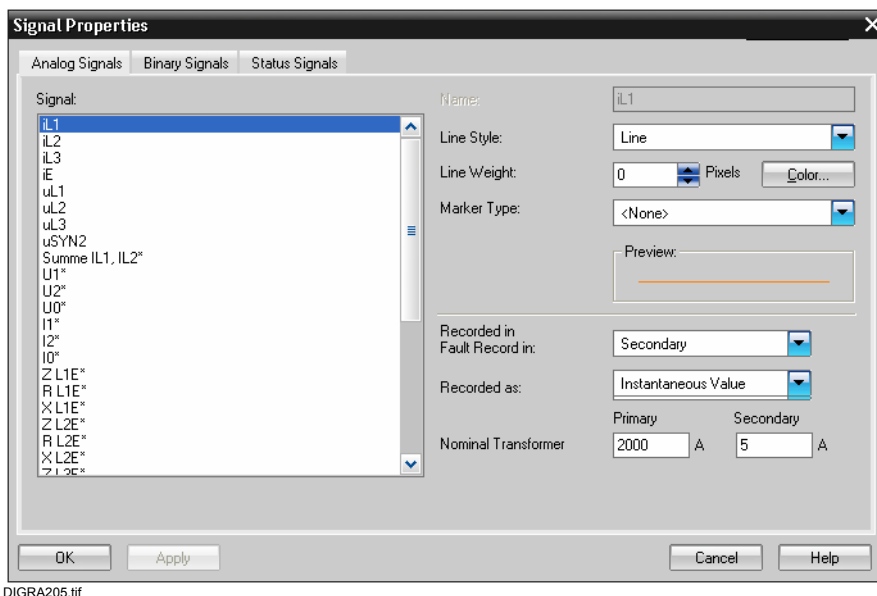 Signal Properties
Analog Signals Binary Signals Status Signals
Signal:
iL1
iL2
iL3
iE
uL1
uL2
uL3
uSYN2
Summe IL1, IL2*
U1*
U2*
U0*
I1*
I2*
I0*
Z L1E*
R L1E*
X L1E*
Z L2E*
R L2E*
X L2E*
Z L3E*
Name: iL1
Line Style: Line
Line Weight: 0 Pixels Color...
Marker Type: <None>
Preview:
Recorded in
Fault Record in: Secondary
Recorded as: Instantaneous Value
Primary Secondary
Nominal Transformer 2000 A 5 A
OK Apply Cancel Help
DIGRA205.tif